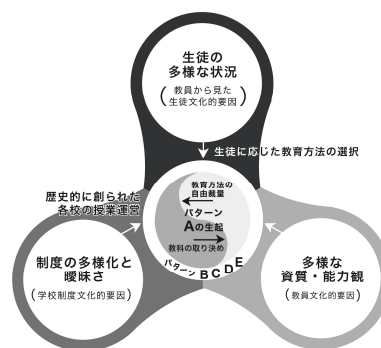 生徒の
多様な状況
（教員から見た
生徒文化的要因）
生徒に応じた教育方法の選択
歴史的に創られた
各校の授業運営
教育方法の
自由裁量
パターン
Aの生起
教科の取り決め
パターン B C D E
制度の多様化と
曖昧さ
（学校制度文化的要因）
多様な
資質・能力観
（教員文化的要因）